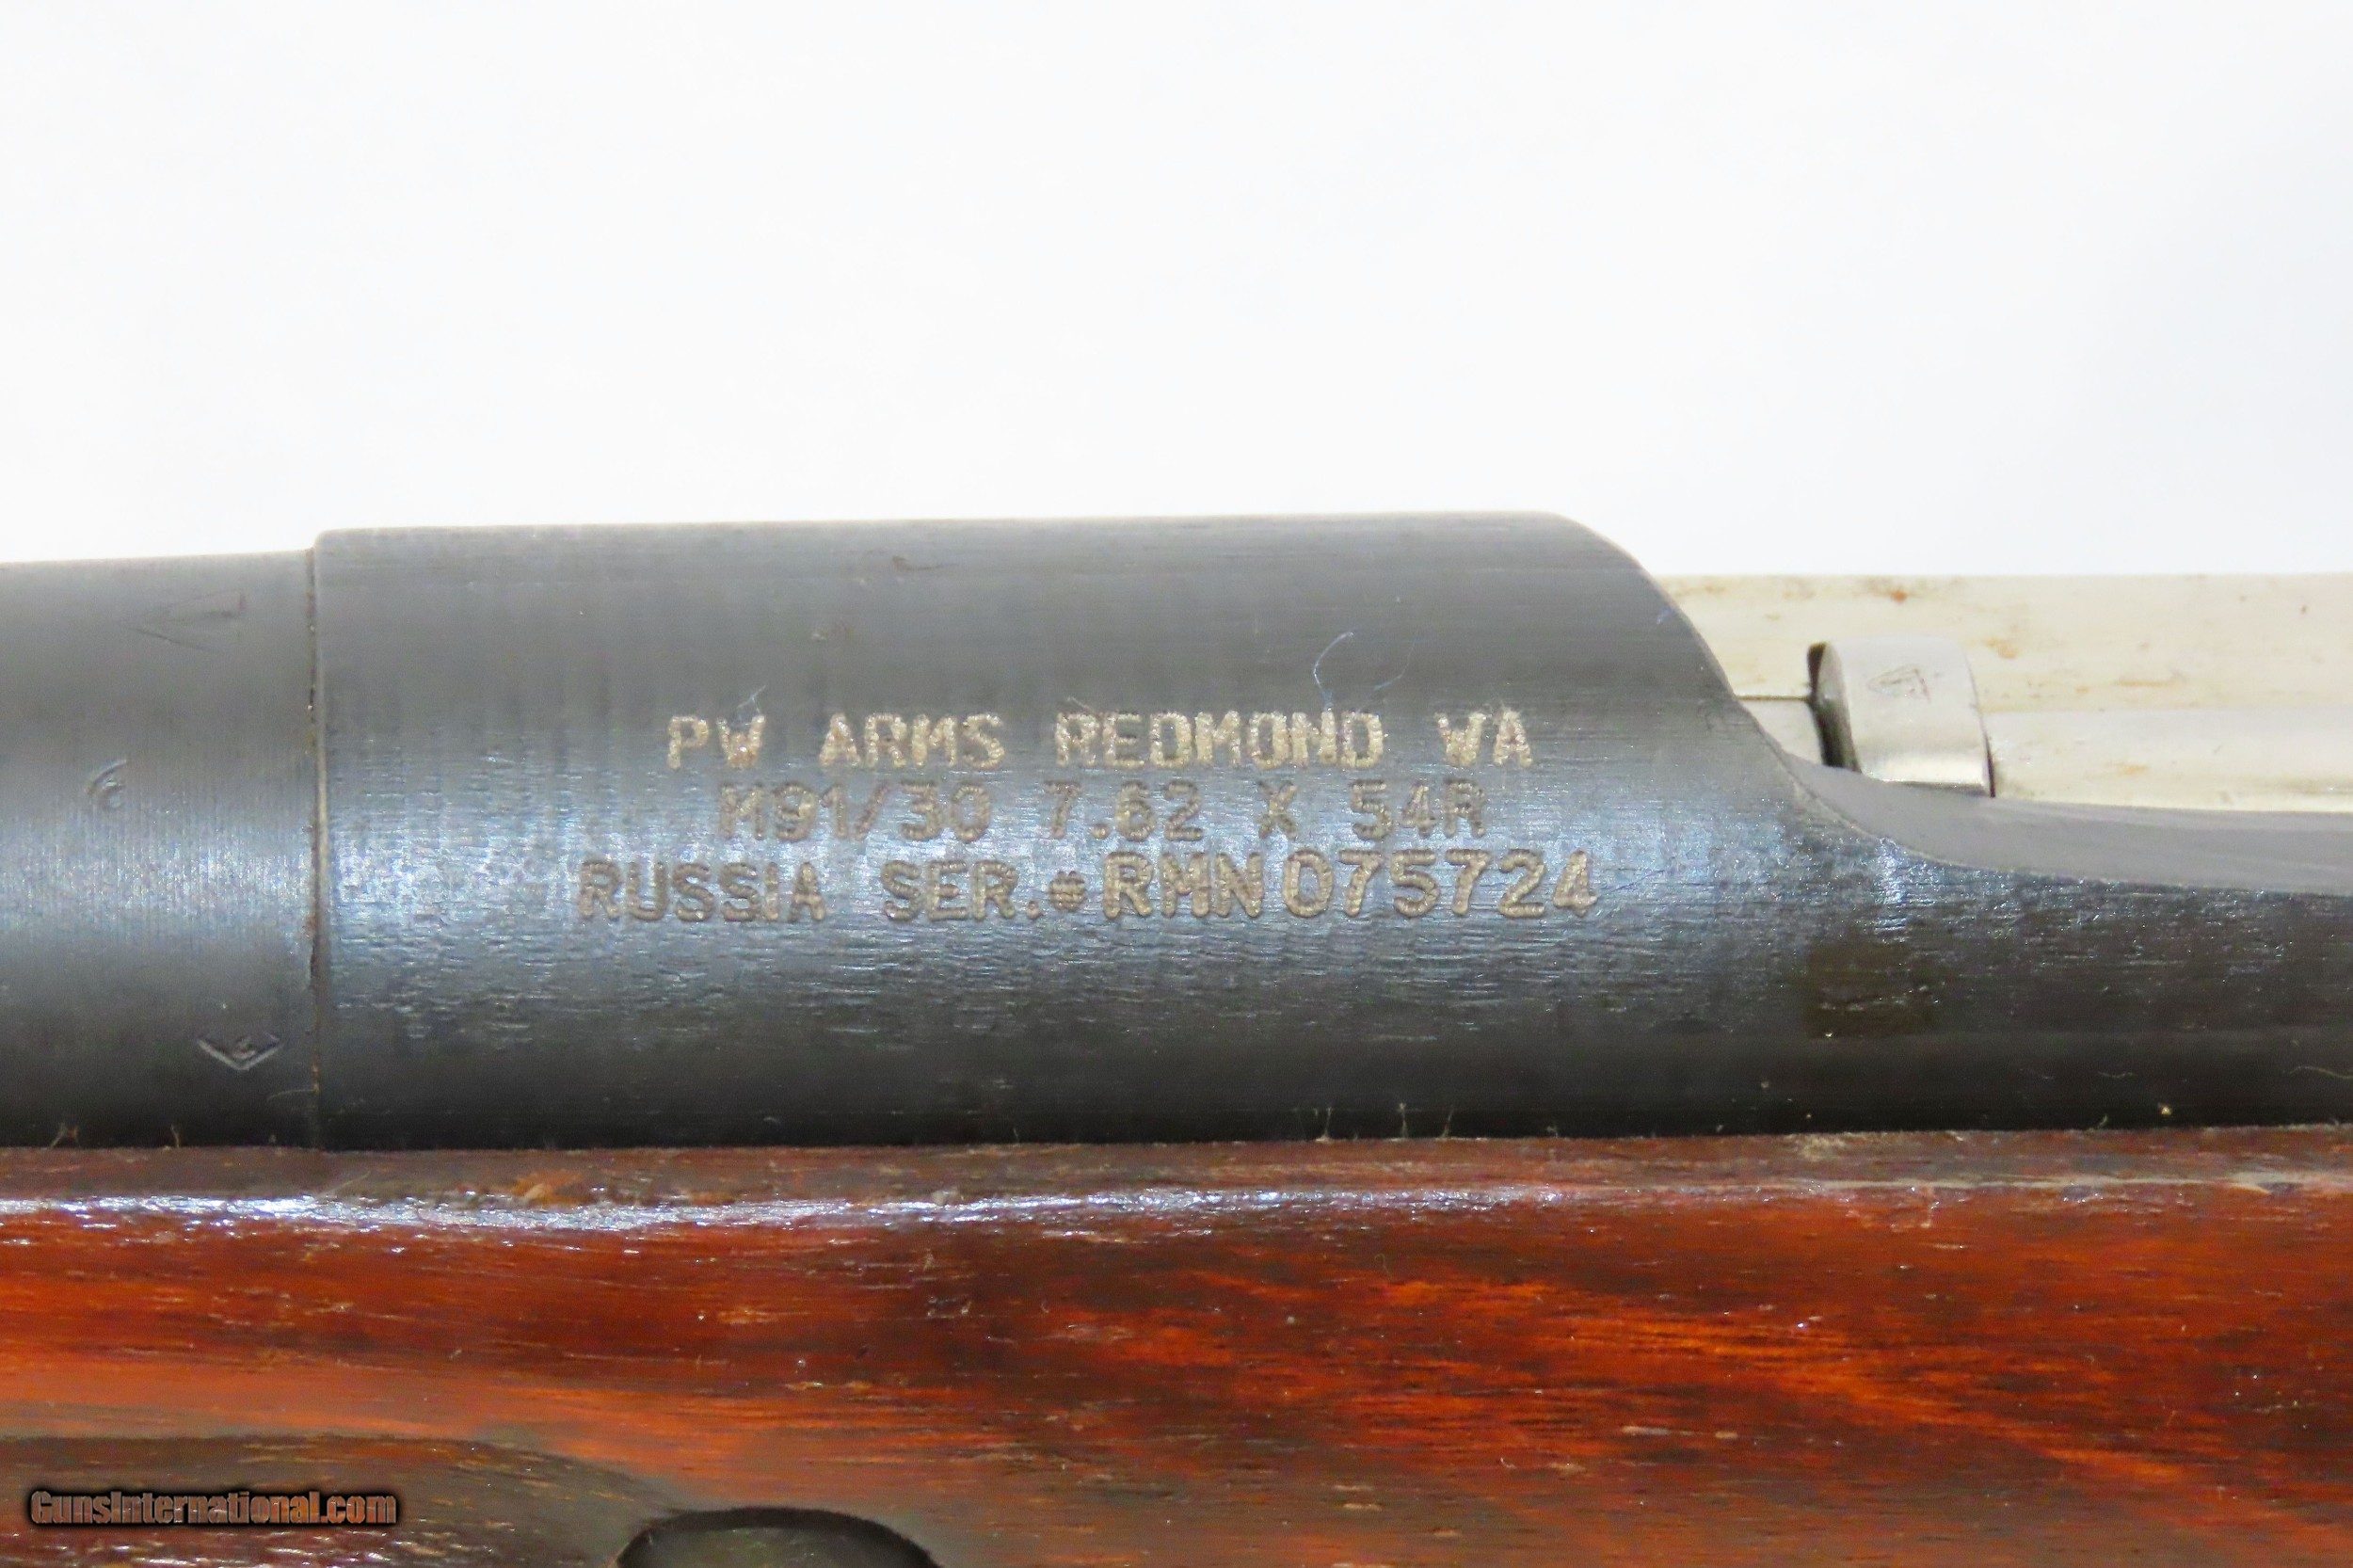 PW ARMS REDMOND WA
M91/30 7.62 X 54R
RUSSIA SER.#RMN075724
GunsInternational.com